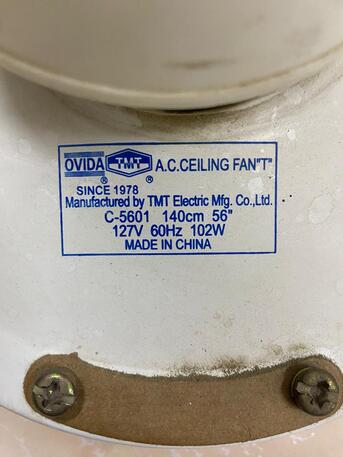 OVIDA TMT A.C.CEILING FAN"T"
® ®
SINCE 1978
Manufactured by TMT Electric Mfg. Co.,Ltd.
C-5601 140cm 56"
127V 60Hz 102W
MADE IN CHINA